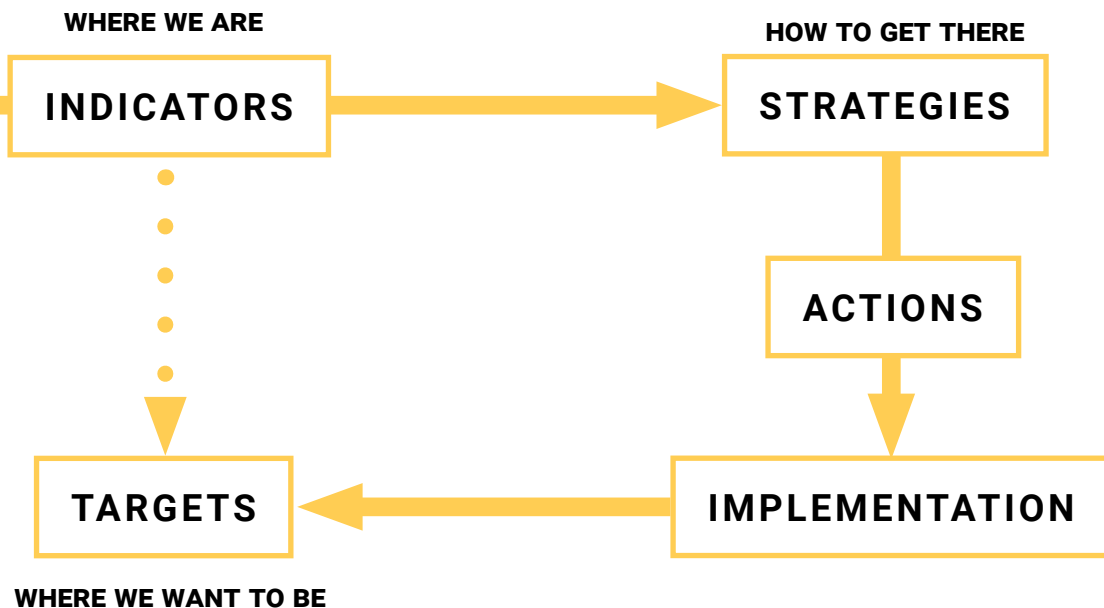 WHERE WE ARE
HOW TO GET THERE
INDICATORS
STRATEGIES
ACTIONS
TARGETS
IMPLEMENTATION
WHERE WE WANT TO BE